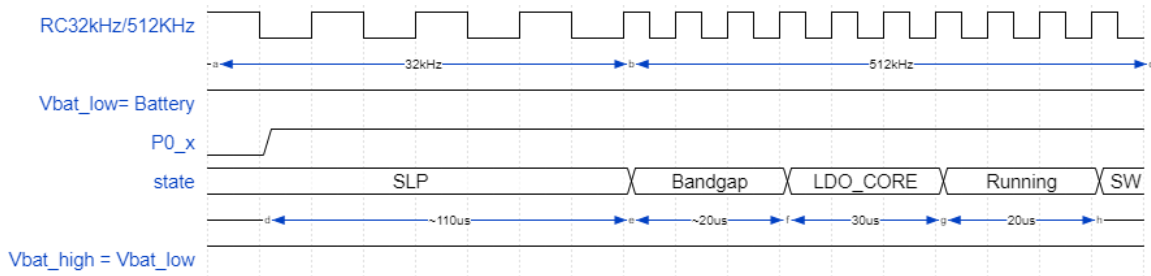 RC32kHz/512KHz
a 32kHz b 512kHz c
Vbat_low= Battery
P0_x
state SLP Bandgap LDO_CORE Running SW
d ~110us e ~20us f 30us g 20us h
Vbat_high = Vbat_low